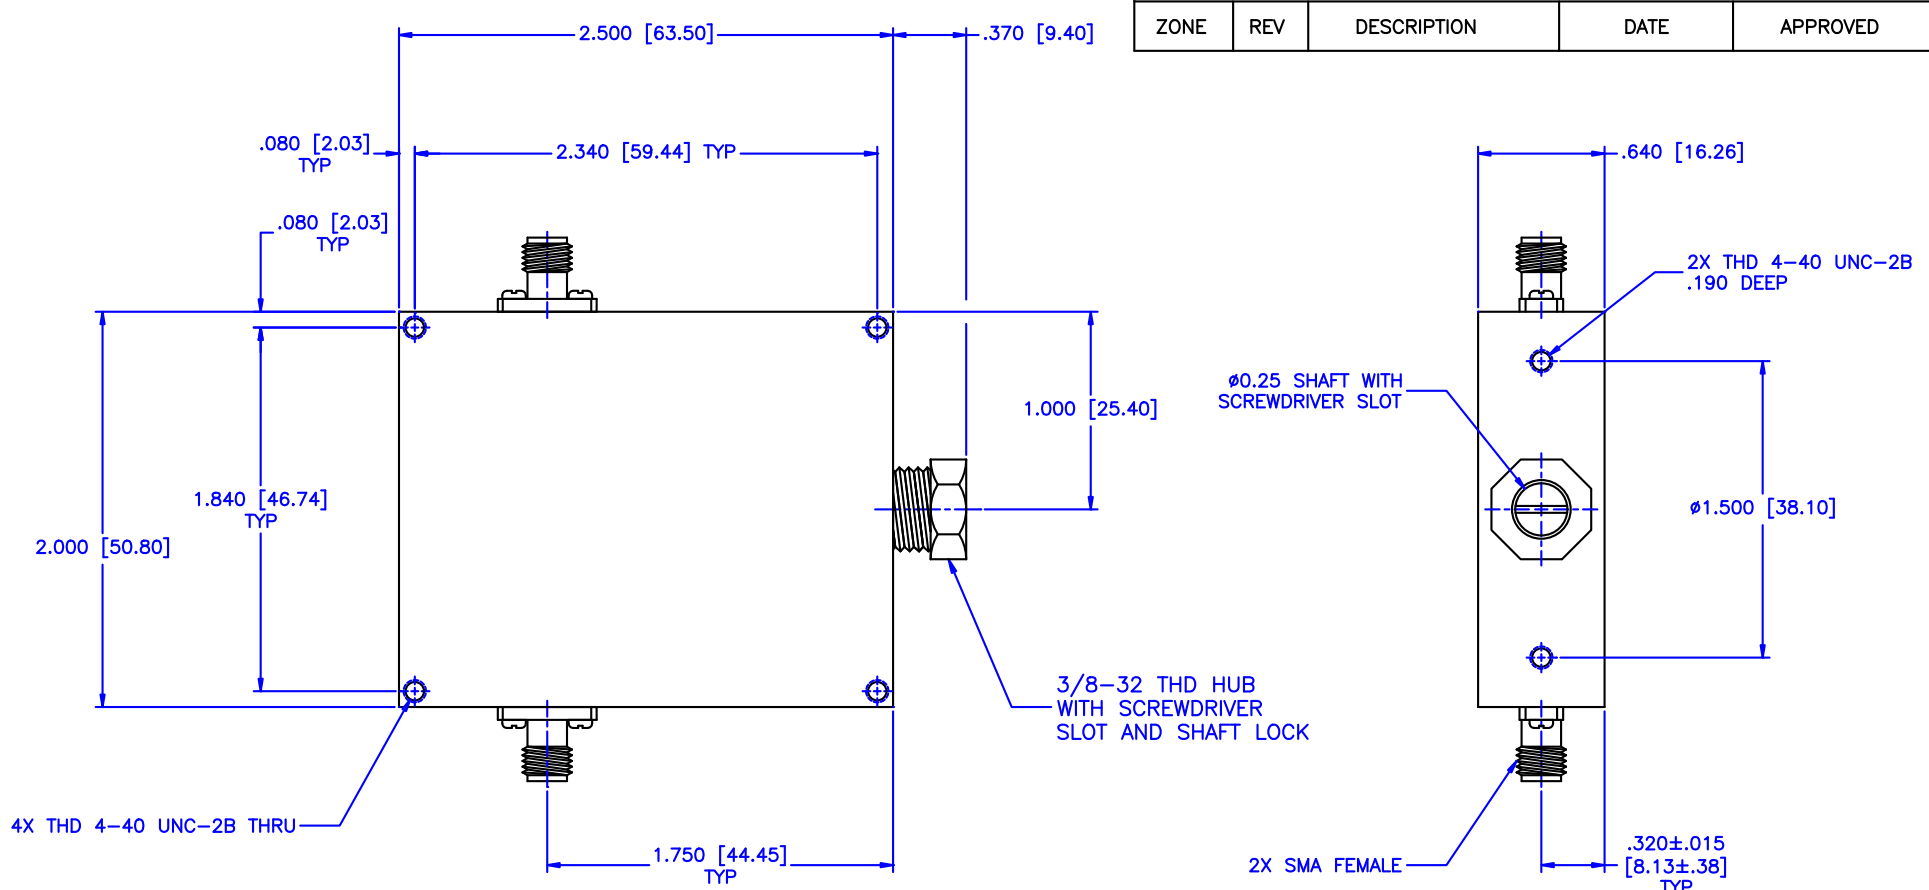 ZONE REV DESCRIPTION DATE APPROVED
2.500 [63.50]
.370 [9.40]
.080 [2.03]
TYP
2.340 [59.44] TYP
.640 [16.26]
.080 [2.03]
TYP
2X THD 4-40 UNC-2B
.190 DEEP
ø0.25 SHAFT WITH
SCREWDRIVER SLOT
1.000 [25.40]
1.840 [46.74]
TYP
ø1.500 [38.10]
2.000 [50.80]
3/8-32 THD HUB
WITH SCREWDRIVER
SLOT AND SHAFT LOCK
4X THD 4-40 UNC-2B THRU
1.750 [44.45]
TYP
2X SMA FEMALE
.320±.015
[8.13±.38]
TYP